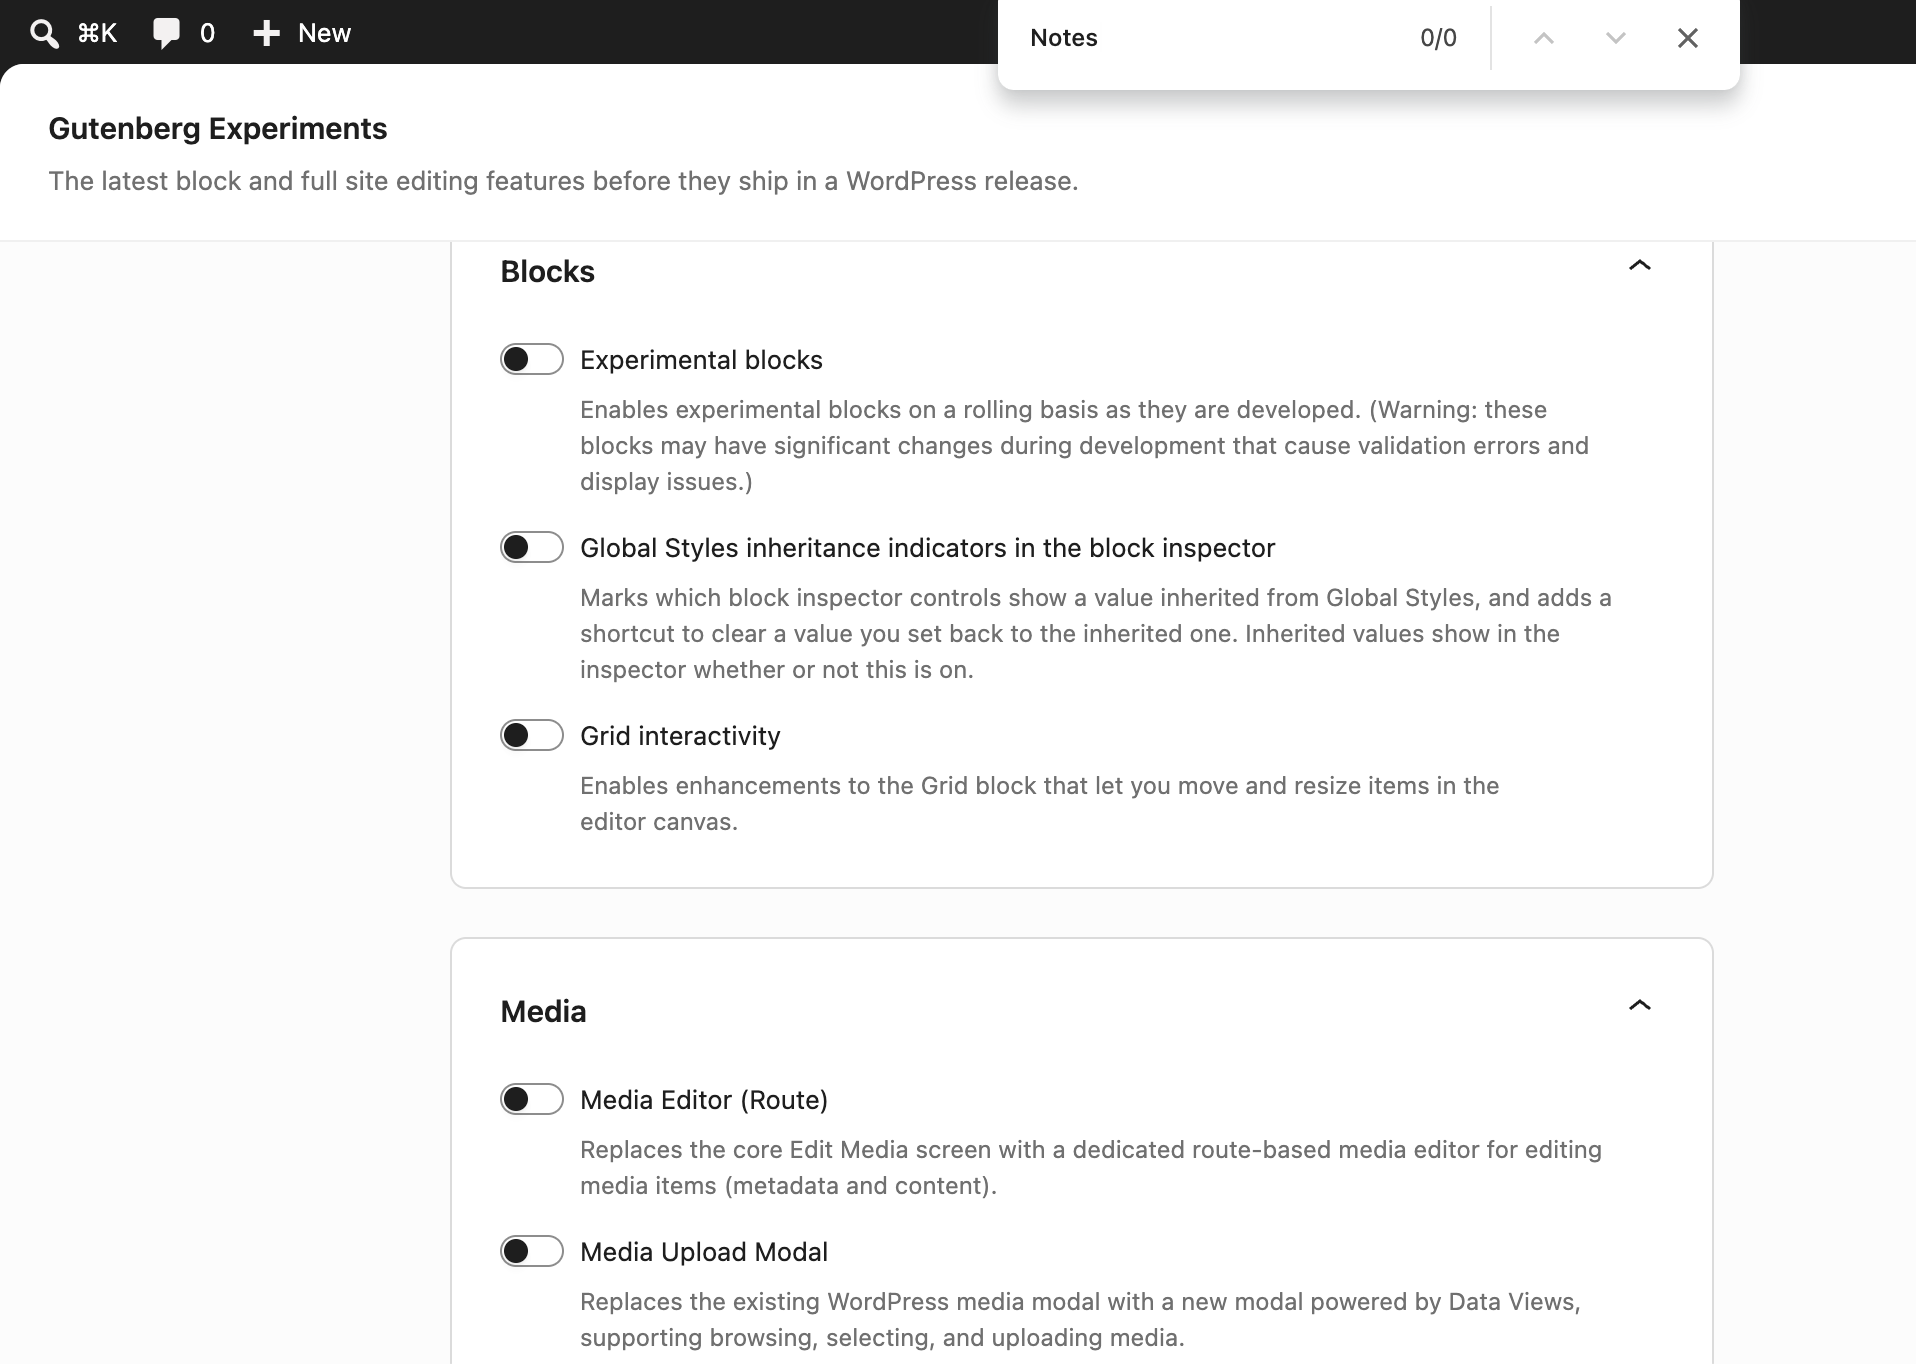 ⌘K 0 New
Notes 0/0
Gutenberg Experiments
The latest block and full site editing features before they ship in a WordPress release.
Blocks
Experimental blocks
Enables experimental blocks on a rolling basis as they are developed. (Warning: these
blocks may have significant changes during development that cause validation errors and
display issues.)
Global Styles inheritance indicators in the block inspector
Marks which block inspector controls show a value inherited from Global Styles, and adds a
shortcut to clear a value you set back to the inherited one. Inherited values show in the
inspector whether or not this is on.
Grid interactivity
Enables enhancements to the Grid block that let you move and resize items in the
editor canvas.
Media
Media Editor (Route)
Replaces the core Edit Media screen with a dedicated route-based media editor for editing
media items (metadata and content).
Media Upload Modal
Replaces the existing WordPress media modal with a new modal powered by Data Views,
supporting browsing, selecting, and uploading media.